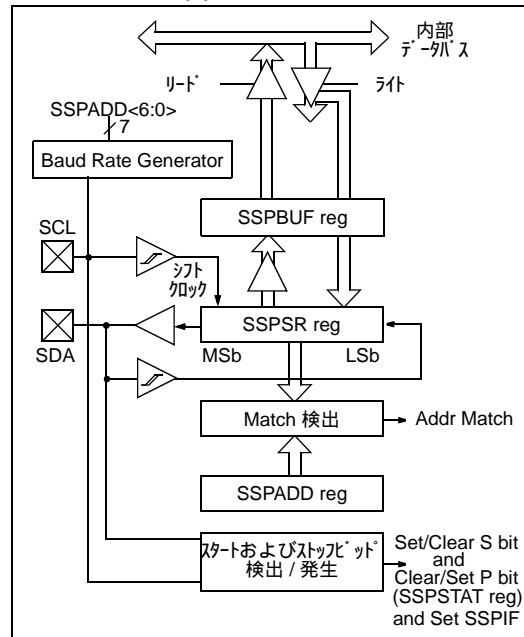 内部
ﾃﾞｰﾀﾊﾞｽ
ﾘｰﾄﾞ
ﾗｲﾄ
SSPADD<6:0>
7
Baud Rate Generator
SSPBUF reg
SCL
ｼﾌﾄ
ｸﾛｯｸ
SSPSR reg
SDA
MSb
LSb
Match 検出
Addr Match
SSPADD reg
ｽﾀｰﾄおよびｽﾄｯﾌﾋﾞｯﾄﾞ
検出 / 発生
Set/Clear S bit
and
Clear/Set P bit
(SSPSTAT reg)
and Set SSPIF